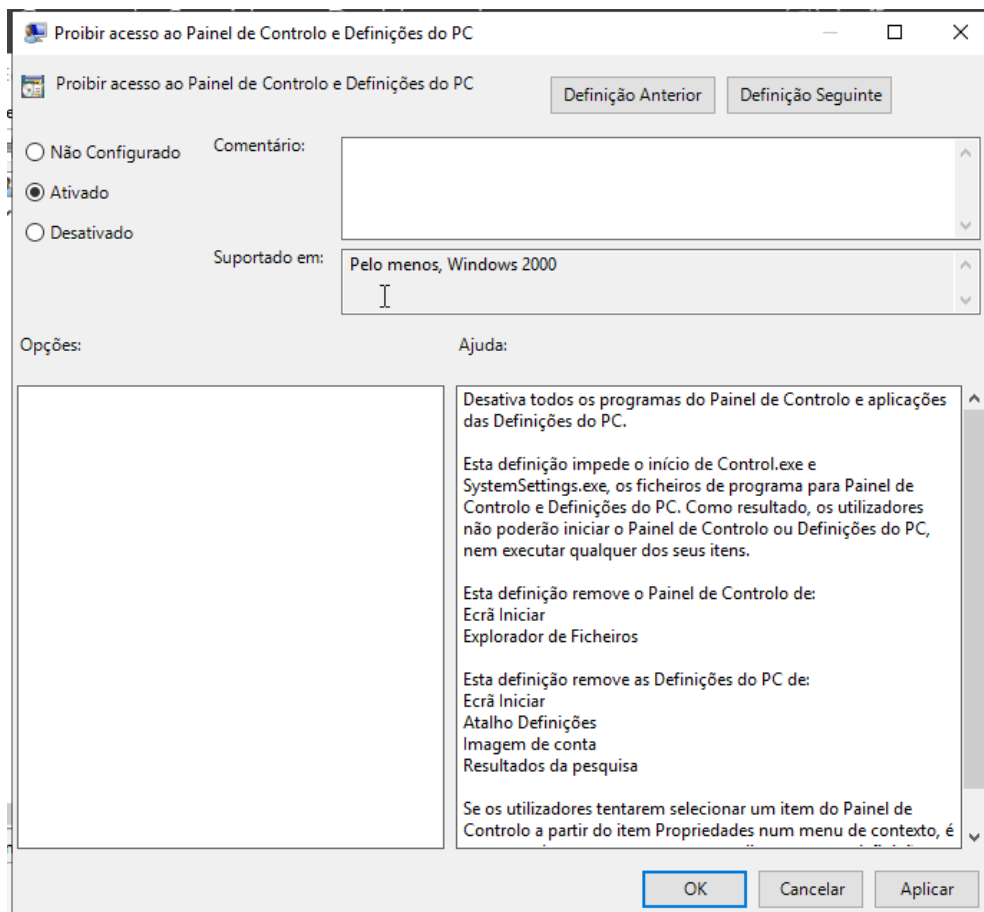 Proibir acesso ao Painel de Controlo e Definições do PC
Proibir acesso ao Painel de Controlo e Definições do PC
Definição Anterior
Definição Seguinte
Não Configurado
Comentário:
Ativado
Desativado
Suportado em:
Pelo menos, Windows 2000
Opções:
Ajuda:
Desativa todos os programas do Painel de Controlo e aplicações
das Definições do PC.
Esta definição impede o início de Control.exe e
SystemSettings.exe, os ficheiros de programa para Painel de
Controlo e Definições do PC. Como resultado, os utilizadores
não poderão iniciar o Painel de Controlo ou Definições do PC,
nem executar qualquer dos seus itens.
Esta definição remove o Painel de Controlo de:
Ecrã Iniciar
Explorador de Ficheiros
Esta definição remove as Definições do PC de:
Ecrã Iniciar
Atalho Definições
Imagem de conta
Resultados da pesquisa
Se os utilizadores tentarem selecionar um item do Painel de
Controlo a partir do item Propriedades num menu de contexto, é
OK
Cancelar
Aplicar